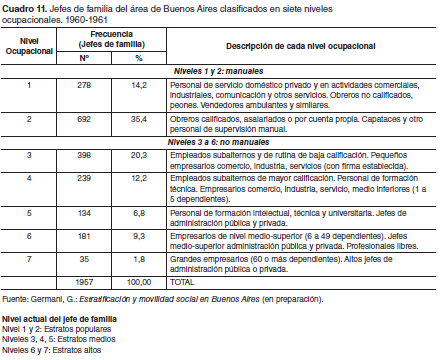 Cuadro 11. Jefes de familia del área de Buenos Aires clasificados en siete niveles
ocupacionales. 1960-1961
Nivel Ocupacional Frecuencia (Jefes de familia) Descripción de cada nivel ocupacional
Nº %
Niveles 1 y 2: manuales
1 278 14,2 Personal de servicio doméstico privado y en actividades comerciales,
industriales, comunicación y otros servicios. Obreros no calificados,
peones. Vendedores ambulantes y similares.
2 692 35,4 Obreros calificados, asalariados o por cuenta propia. Capataces y otro
personal de supervisión manual.
Niveles 3 a 6: no manuales
3 398 20,3 Empleados subalternos y de rutina de baja calificación. Pequeños
empresarios comercio, industria, servicios (con firma establecida).
4 239 12,2 Empleados subalternos de mayor calificación. Personal de formación
técnica. Empresarios comercio, industria, servicio, medio inferiores (1 a
5 dependientes).
5 134 6,8 Personal de formación intelectual, técnica y universitaria. Jefes de
administración pública y privada.
6 181 9,3 Empresarios de nivel medio-superior (6 a 49 dependientes). Jefes
medio-superior administración pública y privada. Profesionales libres.
7 35 1,8 Grandes empresarios (60 o más dependientes). Altos jefes de
administración pública o privada.
1957 100,00 TOTAL
Fuente: Germani, G.: Estratificación y movilidad social en Buenos Aires (en preparación).
Nivel actual del jefe de familia
Nivel 1 y 2: Estratos populares
Niveles 3, 4, 5: Estratos medios
Niveles 6 y 7: Estratos altos